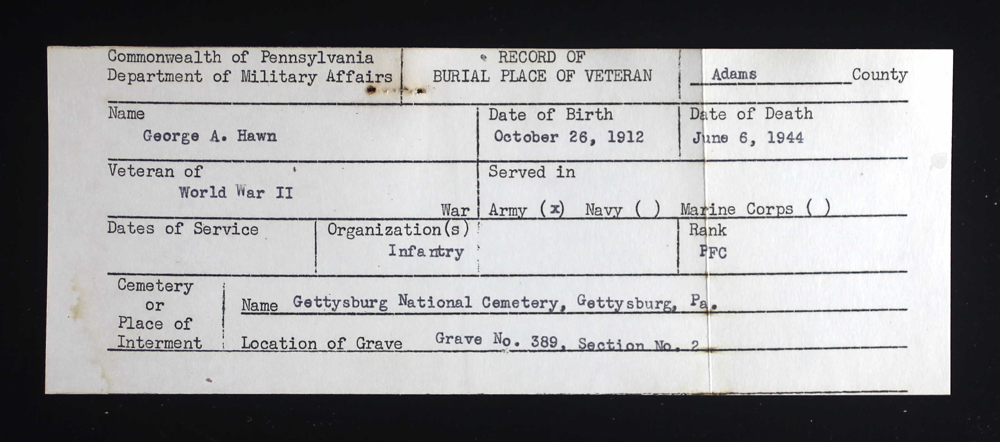 Commonwealth of Pennsylvania
Department of Military Affairs
RECORD OF
BURIAL PLACE OF VETERAN
Adams County
Name
George A. Hawn
Date of Birth
October 26, 1912
Date of Death
June 6, 1944
Veteran of
World War II
War
Served in
Army (x) Navy ( ) Marine Corps ( )
Dates of Service
Organization(s)
Infantry
Rank
PFC
Cemetery
or
Place of
Interment
Name Gettysburg National Cemetery, Gettysburg, Pa.
Location of Grave Grave No. 389, Section No. 2